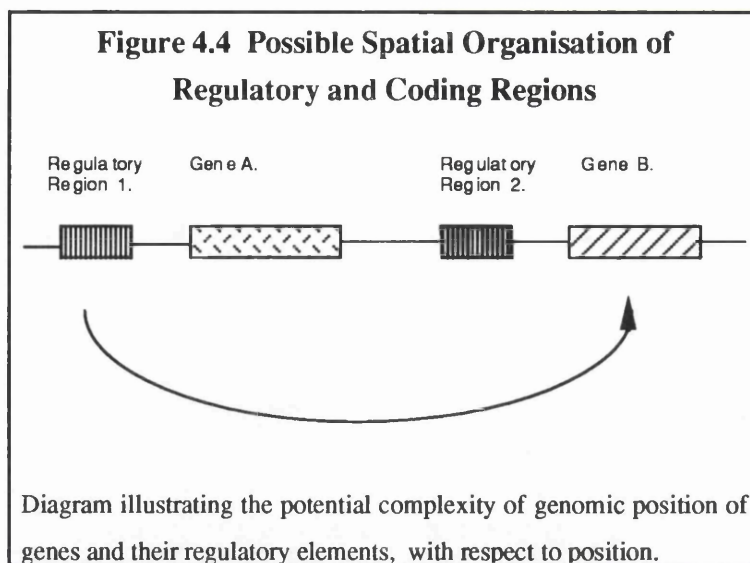 Figure 4.4 Possible Spatial Organisation of
Regulatory and Coding Regions
Regulatory
Region 1.
Gene A.
Regulatory
Region 2.
Gene B.
Diagram illustrating the potential complexity of genomic position of
genes and their regulatory elements, with respect to position.